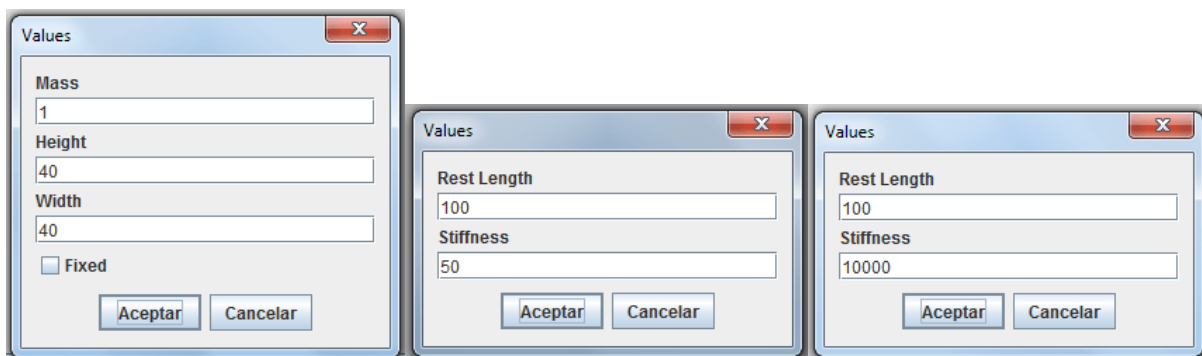 Values
Mass
1
Height
40
Width
40
Fixed
Aceptar Cancelar
Values
Rest Length
100
Stiffness
50
Aceptar Cancelar
Values
Rest Length
100
Stiffness
10000
Aceptar Cancelar